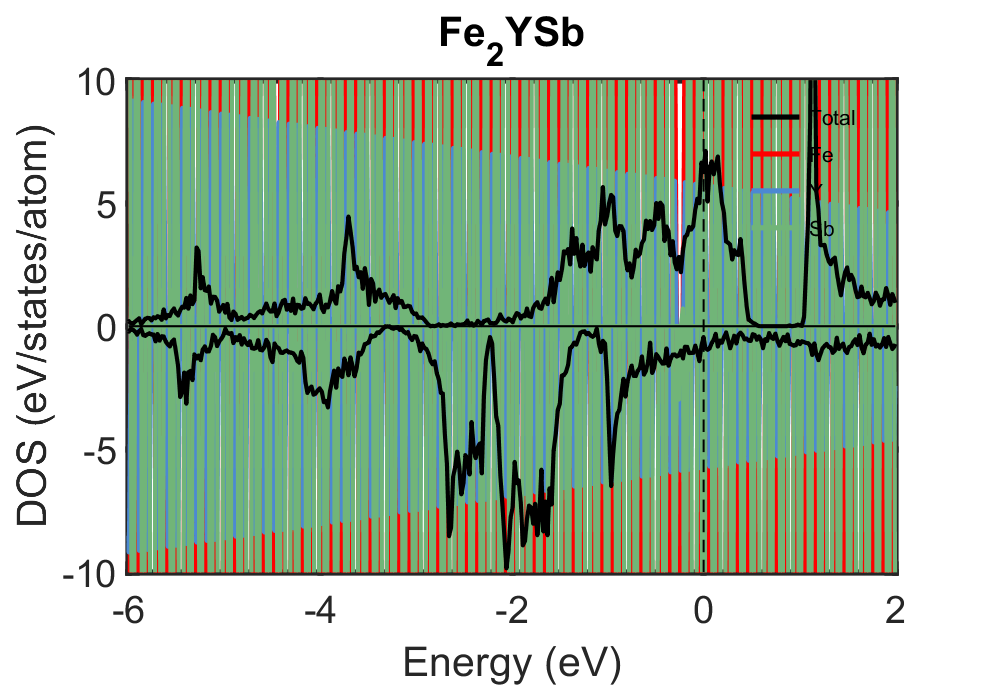 Fe2YSb
10
5
0
-5
-10
DOS (eV/states/atom)
-6
-4
-2
0
2
Energy (eV)
Total
Fe
Y
Sb